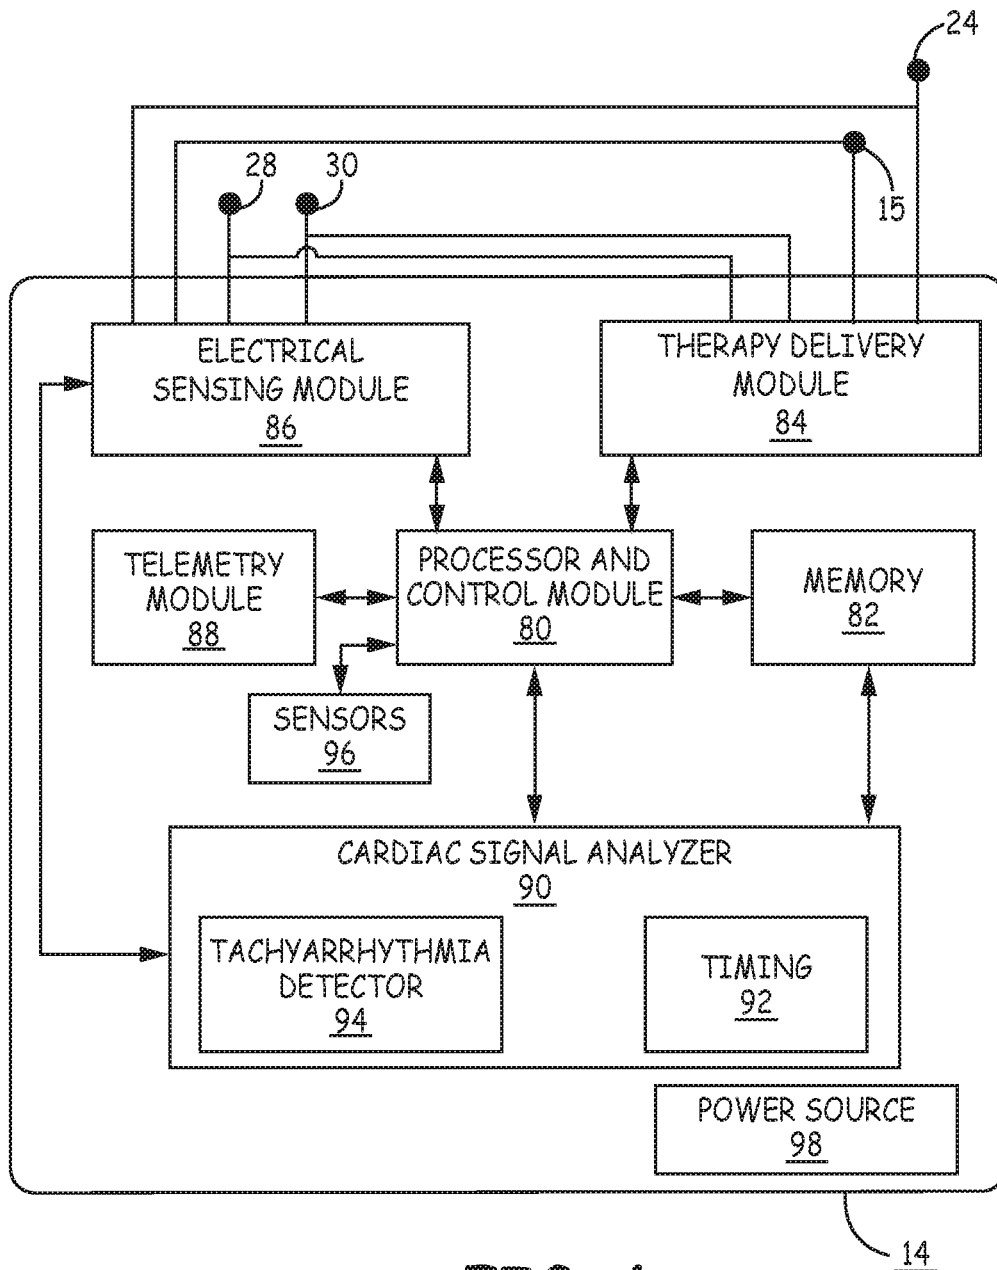 24
28
30
15
ELECTRICAL
SENSING MODULE
86
THERAPY DELIVERY
MODULE
84
TELEMETRY
MODULE
88
PROCESSOR AND
CONTROL MODULE
80
MEMORY
82
SENSORS
96
CARDIAC SIGNAL ANALYZER
90
TACHYARRHYTHMIA
DETECTOR
94
TIMING
92
POWER SOURCE
98
14